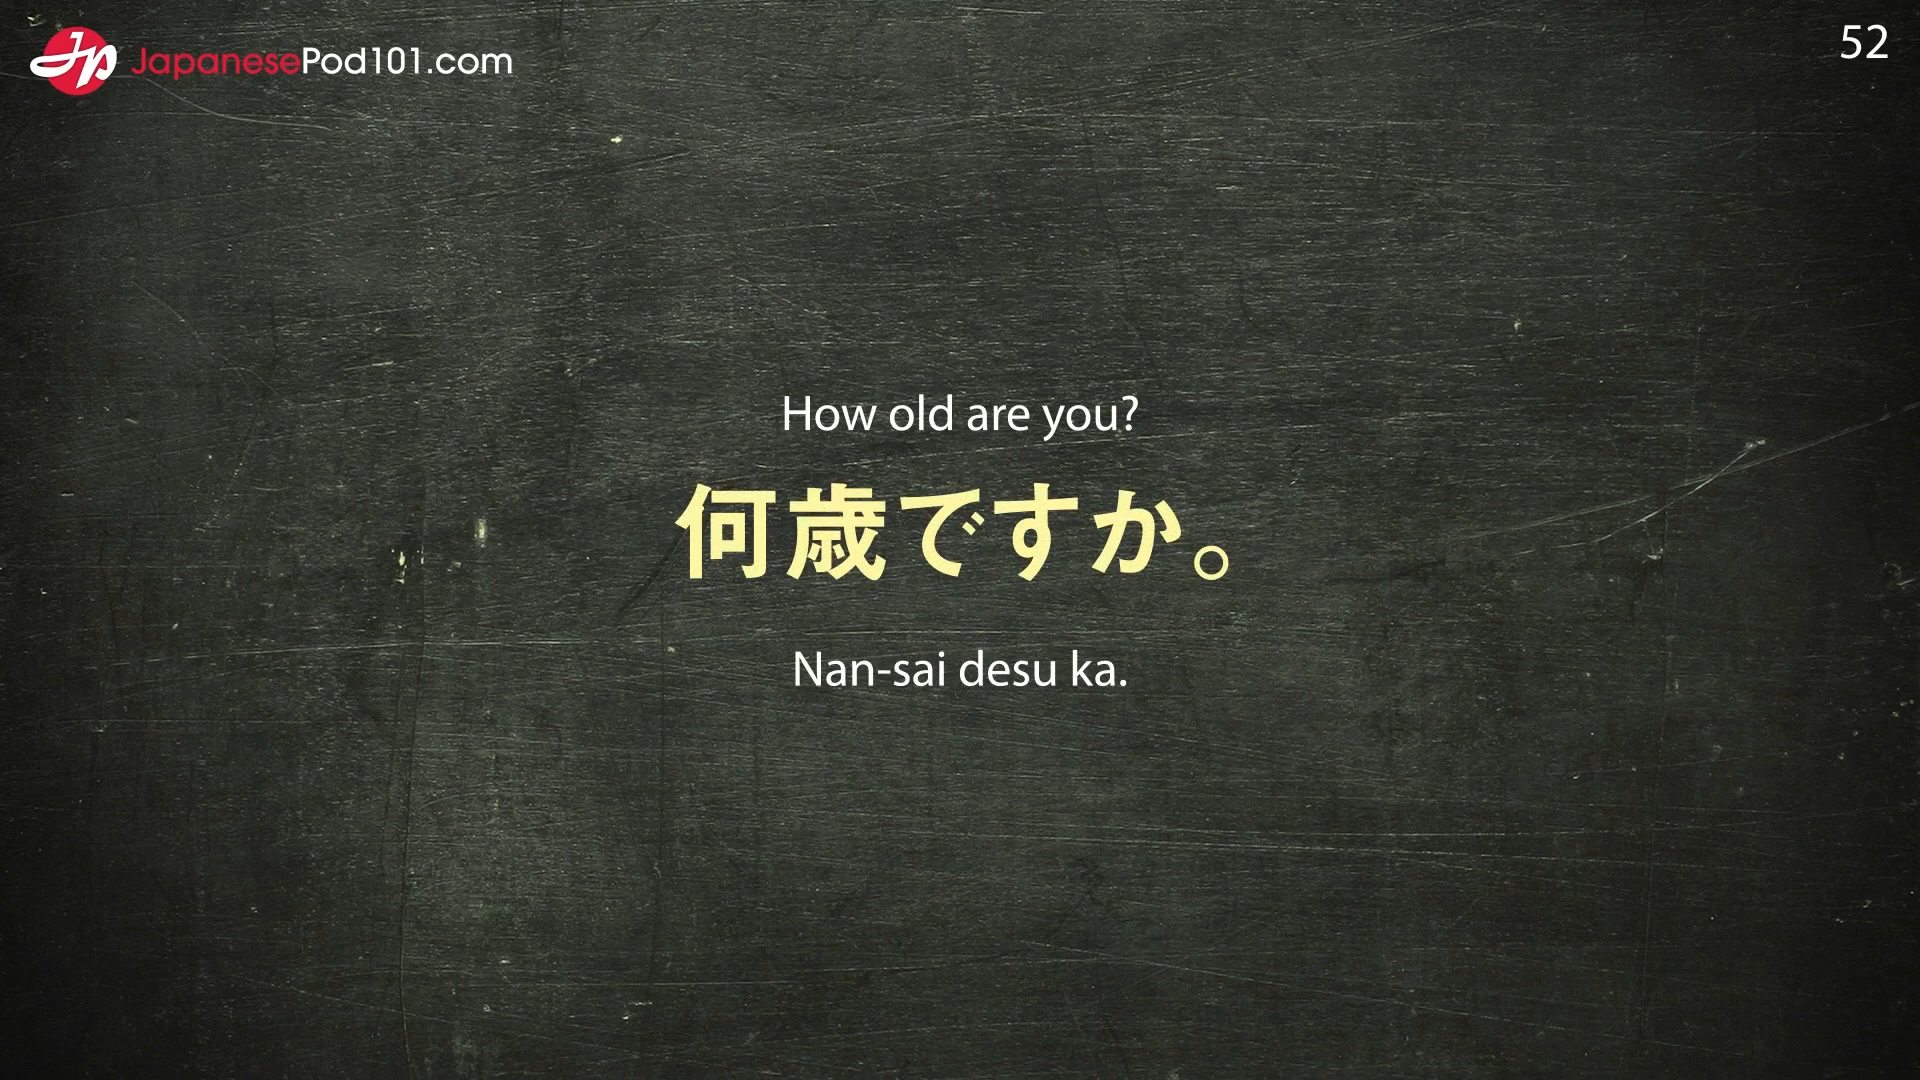 JapanesePod101.com
52
How old are you?
何歳ですか。
Nan-sai desu ka.